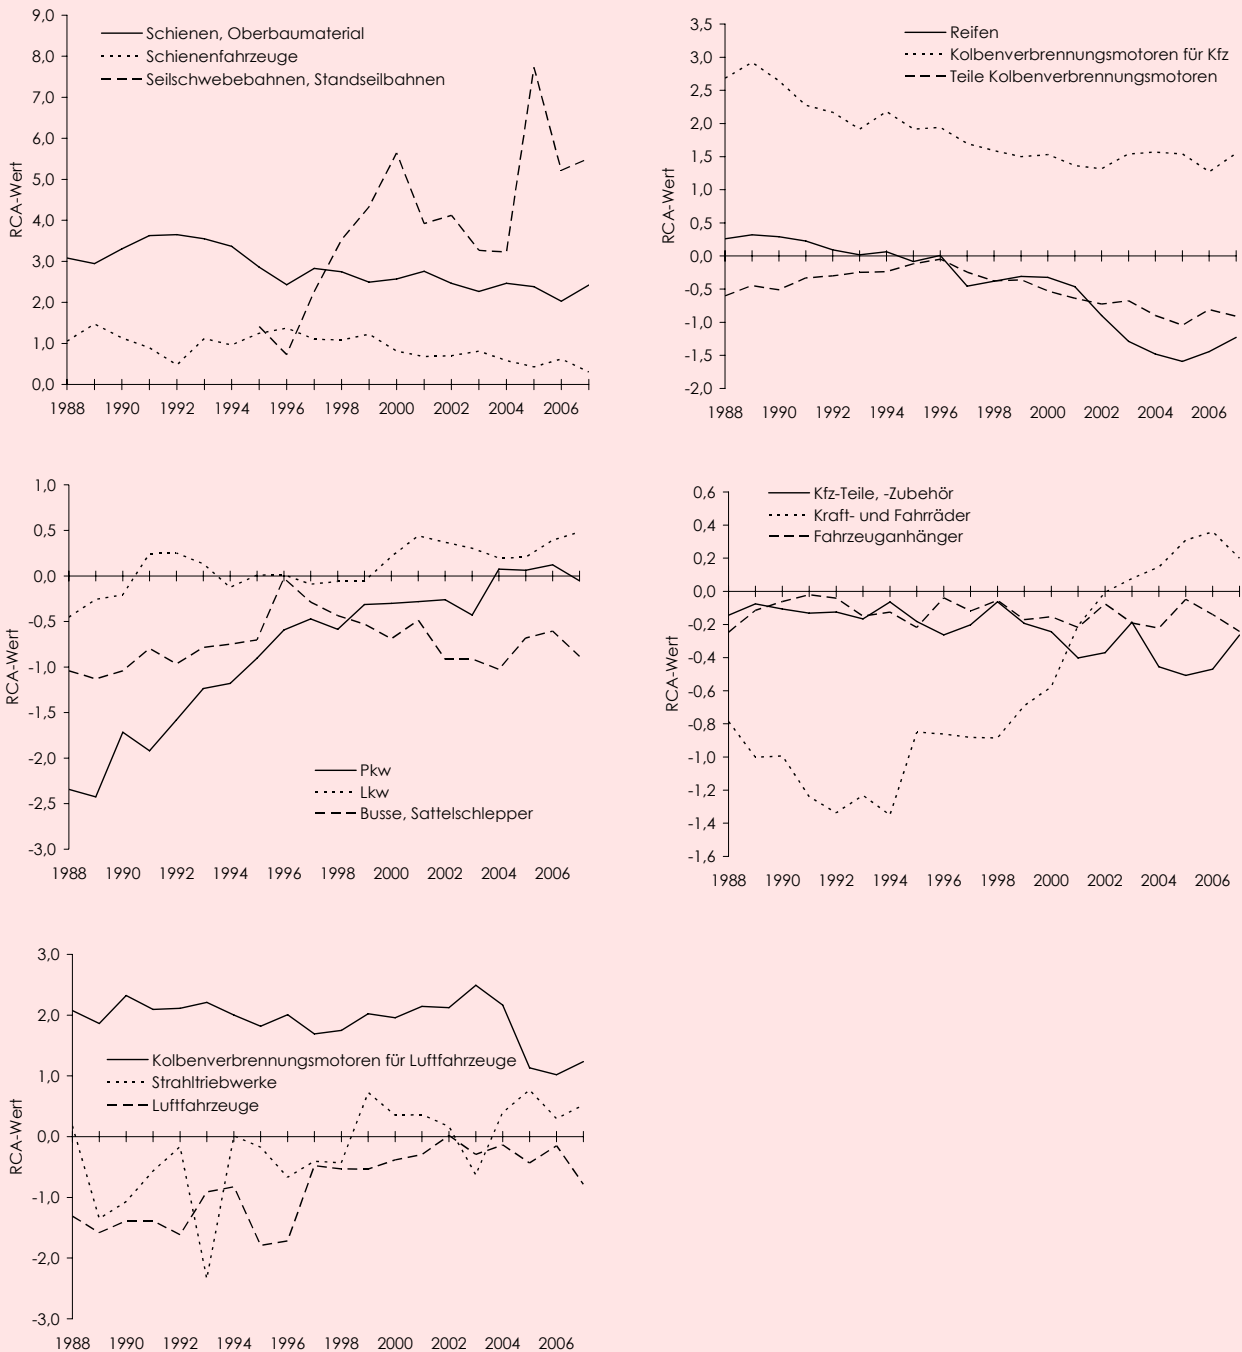 9,0
8,0
7,0
6,0
5,0
4,0
3,0
2,0
1,0
0,0
RCA-Wert
Schienen, Oberbaumaterial
Schienenfahrzeuge
Seilschwebebahnen, Standseilbahnen
1988 1990 1992 1994 1996 1998 2000 2002 2004 2006
3,5
3,0
2,5
2,0
1,5
1,0
0,5
0,0
-0,5
-1,0
-1,5
-2,0
RCA-Wert
Reifen
Kolbenverbrennungsmotoren für Kfz
Teile Kolbenverbrennungsmotoren
1988 1990 1992 1994 1996 1998 2000 2002 2004 2006
1,0
0,5
0,0
-0,5
-1,0
-1,5
-2,0
-2,5
-3,0
RCA-Wert
Pkw
Lkw
Busse, Sattelschlepper
1988 1990 1992 1994 1996 1998 2000 2002 2004 2006
0,6
0,4
0,2
0,0
-0,2
-0,4
-0,6
-0,8
-1,0
-1,2
-1,4
-1,6
RCA-Wert
Kfz-Teile, -Zubehör
Kraft- und Fahrräder
Fahrzeuganhänger
1988 1990 1992 1994 1996 1998 2000 2002 2004 2006
3,0
2,0
1,0
0,0
-1,0
-2,0
-3,0
RCA-Wert
Kolbenverbrennungsmotoren für Luftfahrzeuge
Strahltriebwerke
Luftfahrzeuge
1988 1990 1992 1994 1996 1998 2000 2002 2004 2006